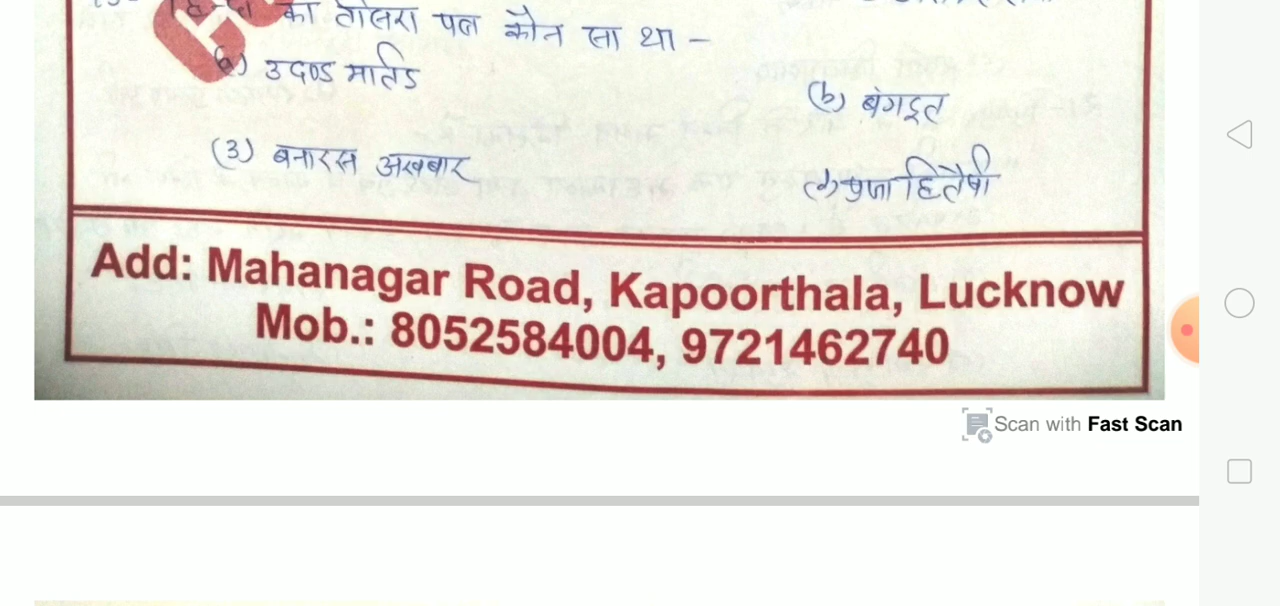 का तीसरा पत्र कौन सा था –
(a) उदण्ड मार्तंड
(b) बंगदूत
(3) बनारस अखबार
(d) प्रजा हितैषी
Add: Mahanagar Road, Kapoorthala, Lucknow
Mob.: 8052584004, 9721462740
Scan with Fast Scan